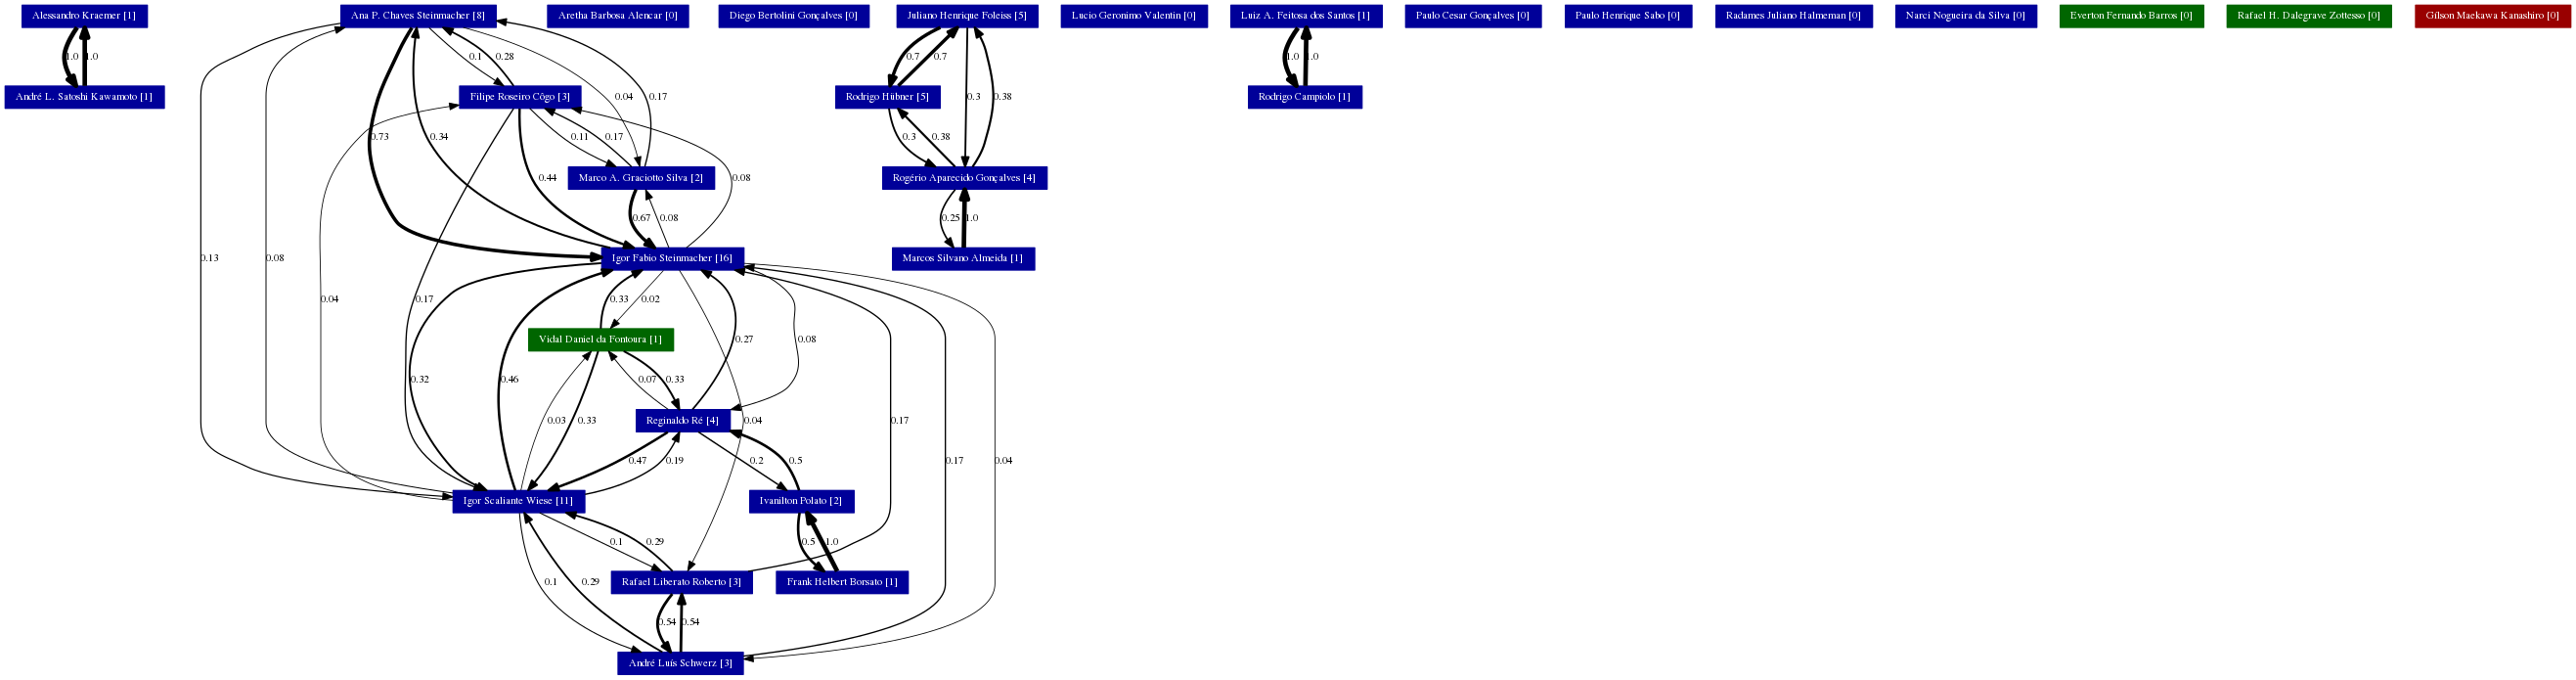 Alessandro Kraemer [1]
Ana P. Chaves Steinmacher [8]
Aretha Barbosa Alencar [0]
Diego Bertolini Gonçalves [0]
Juliano Henrique Foleiss [5]
Lucio Geronimo Valentin [0]
Luiz A. Feitosa dos Santos [1]
Paulo Cesar Gonçalves [0]
Paulo Henrique Sabo [0]
Radames Juliano Halmeman [0]
Narci Nogueira da Silva [0]
Everton Fernando Barros [0]
Rafael H. Dalegrave Zottesso [0]
Gílson Maekawa Kanashiro [0]
1.0
1.0
0.1
0.28
0.7
0.7
1.0
1.0
André L. Satoshi Kawamoto [1]
Filipe Roseiro Côgo [3]
0.04
0.17
Rodrigo Hübner [5]
0.3
0.38
Rodrigo Campiolo [1]
0.73
0.34
0.11
0.17
0.3
0.38
0.44
Marco A. Graciotto Silva [2]
0.08
Rogério Aparecido Gonçalves [4]
0.67
0.08
0.25
1.0
0.13
0.08
Igor Fabio Steinmacher [16]
Marcos Silvano Almeida [1]
0.04
0.17
0.33
0.02
Vidal Daniel da Fontoura [1]
0.27
0.08
0.32
0.46
0.07
0.33
0.03
0.33
Reginaldo Ré [4]
0.04
0.17
0.47
0.19
0.2
0.5
0.17
0.04
Igor Scaliante Wiese [11]
Ivanilton Polato [2]
0.1
0.29
0.5
1.0
0.1
0.29
Rafael Liberato Roberto [3]
Frank Helbert Borsato [1]
0.54
0.54
André Luís Schwerz [3]